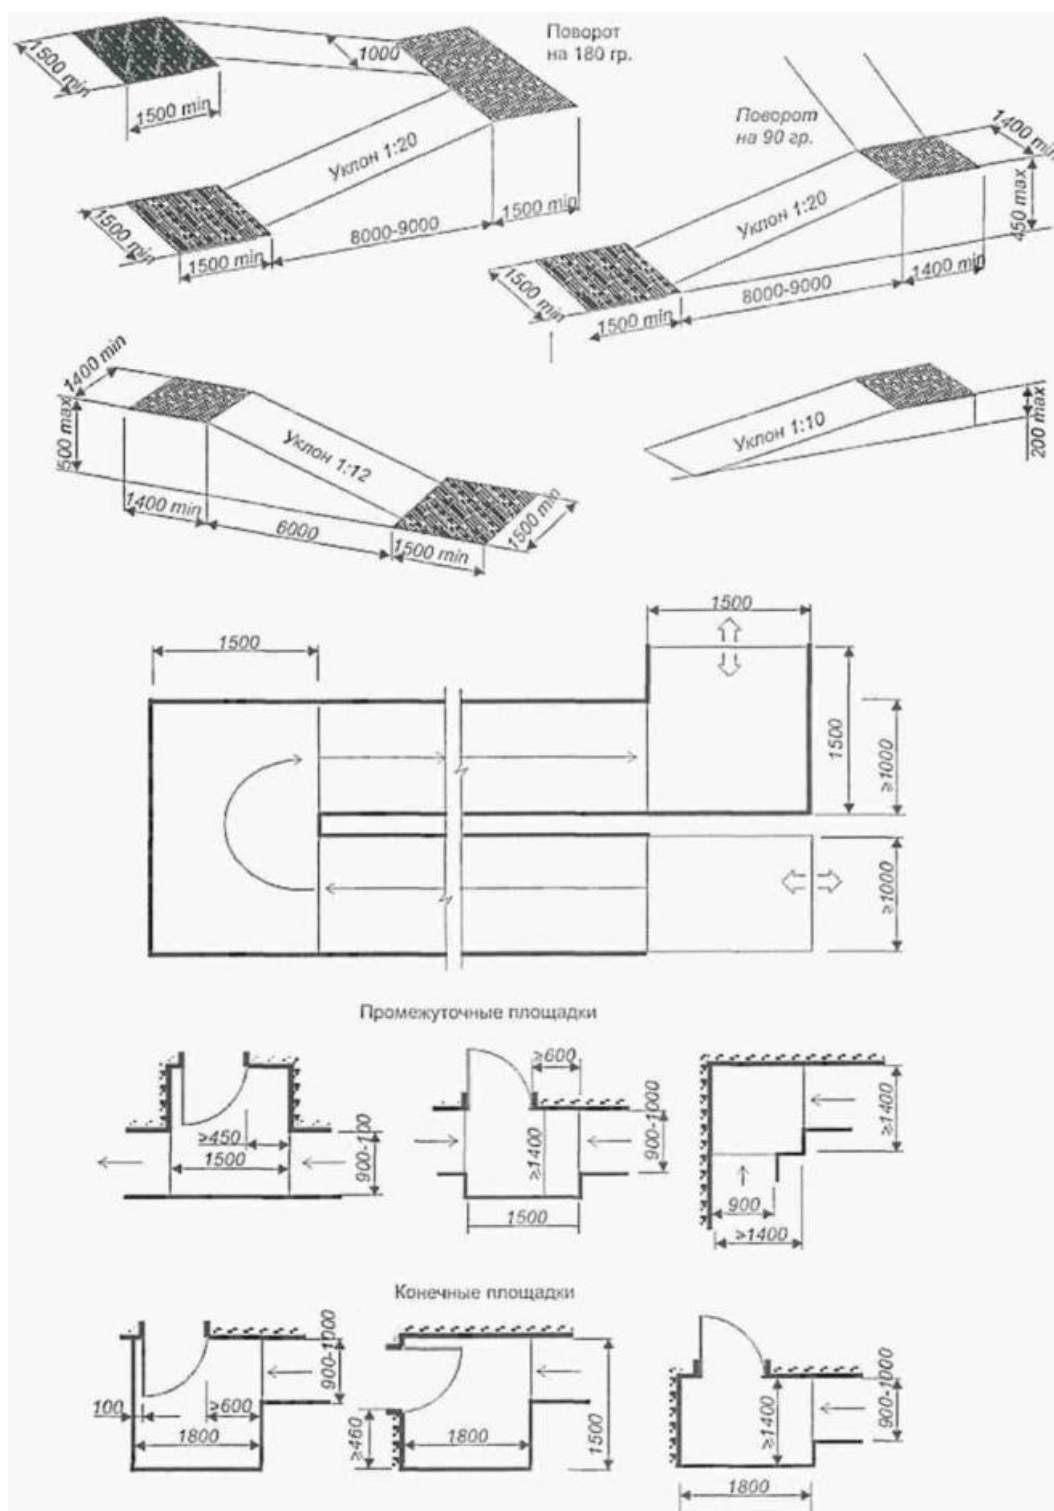 1500 min
1500 min
1000
Поворот
на 180 гр.
Уклон 1:20
1500 min
1500 min
8000-9000
1500 min
Поворот
на 90 гр.
1400 min
450 max
Уклон 1:20
1500 min
1500 min
8000-9000
1400 min
1400 min
500 max
Уклон 1:12
1400 min
6000
1500 min
1500 min
Уклон 1:10
200 max
1500
1500
1500
≥1000
≥1000
Промежуточные площадки
≥450
1500
900-100
≥600
≥1400
900-1000
1500
≥1400
900
≥1400
Конечные площадки
100
≥600
1800
900-1000
≥460
1800
1500
≥1400
900-1000
1800